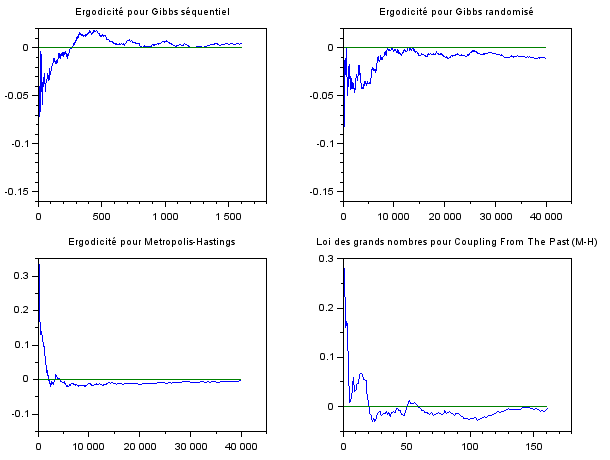 Ergodicité pour Gibbs séquentiel
0
-0.05
-0.1
-0.15
0 500 1 000 1 500
Ergodicité pour Gibbs randomisé
0
-0.05
-0.1
-0.15
0 10 000 20 000 30 000 40 000
Ergodicité pour Metropolis-Hastings
0.3
0.2
0.1
0
-0.1
0 10 000 20 000 30 000 40 000
Loi des grands nombres pour Coupling From The Past (M-H)
0.3
0.2
0.1
0
0 50 100 150